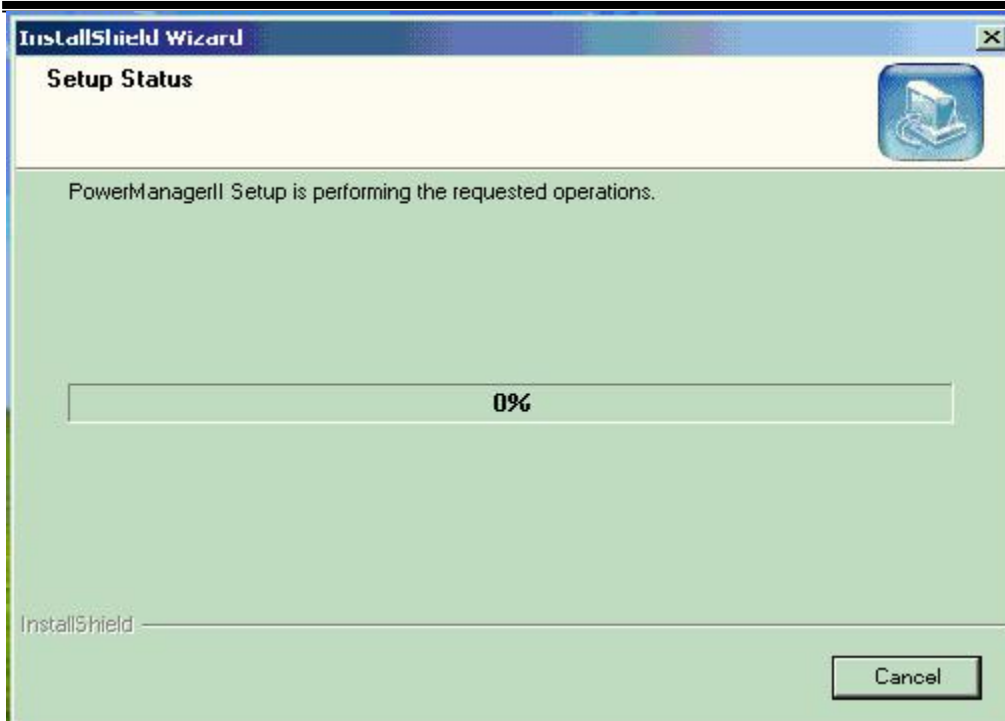 InstallShield Wizard
Setup Status
PowerManagerII Setup is performing the requested operations.
0%
InstallShield
Cancel